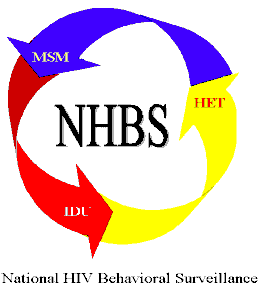 MSM
HET
NHBS
IDU
National HIV Behavioral Surveillance